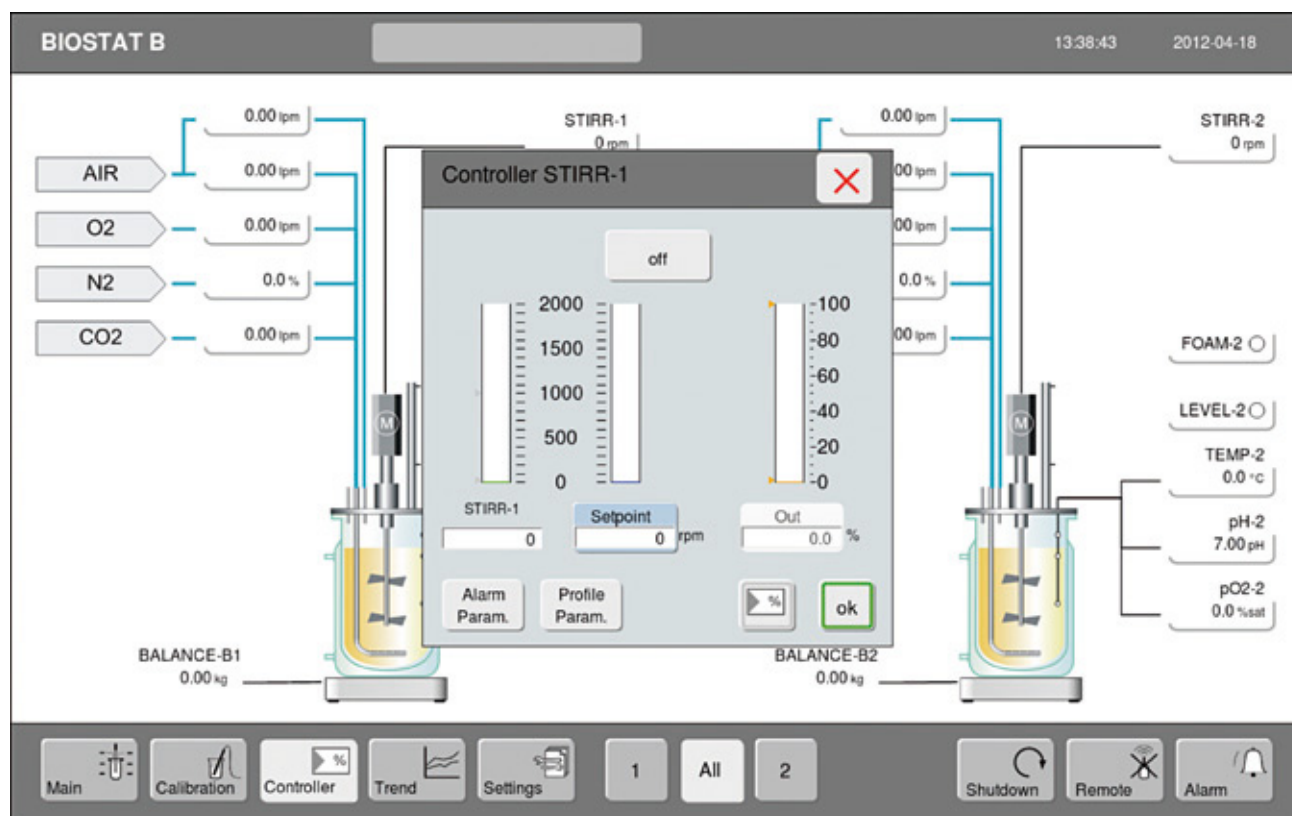 BIOSTAT B
13:38:43 2012-04-18
0.00 lpm
STIRR-1
0 rpm
0.00 lpm
STIRR-2
0 rpm
AIR
0.00 lpm
00 lpm
O2
0.00 lpm
00 lpm
N2
0.0 %
0.0 %
CO2
0.00 lpm
00 lpm
Controller STIRR-1
off
2000
1500
1000
500
0
100
80
60
40
20
0
STIRR-1
0
Setpoint
0 rpm
Out
0.0 %
Alarm
Param.
Profile
Param.
%
ok
M
M
FOAM-2
LEVEL-2
TEMP-2
0.0 °C
pH-2
7.00 pH
pO2-2
0.0 %sat
BALANCE-B1
0.00 kg
BALANCE-B2
0.00 kg
Main
Calibration
%
Controller
Trend
Settings
1
All
2
Shutdown
Remote
Alarm